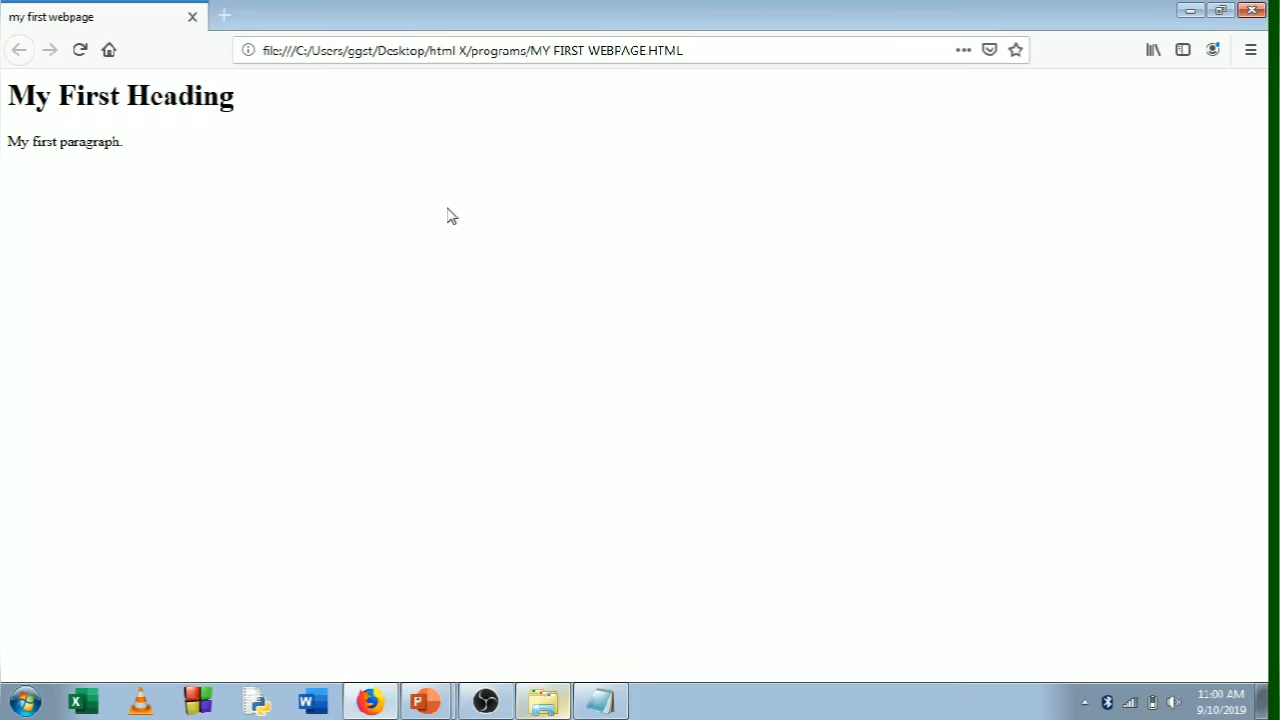 my first webpage
file:///C:/Users/ggst/Desktop/html X/programs/MY FIRST WEBPAGE.HTML
My First Heading
My first paragraph.
11:00 AM
9/10/2019